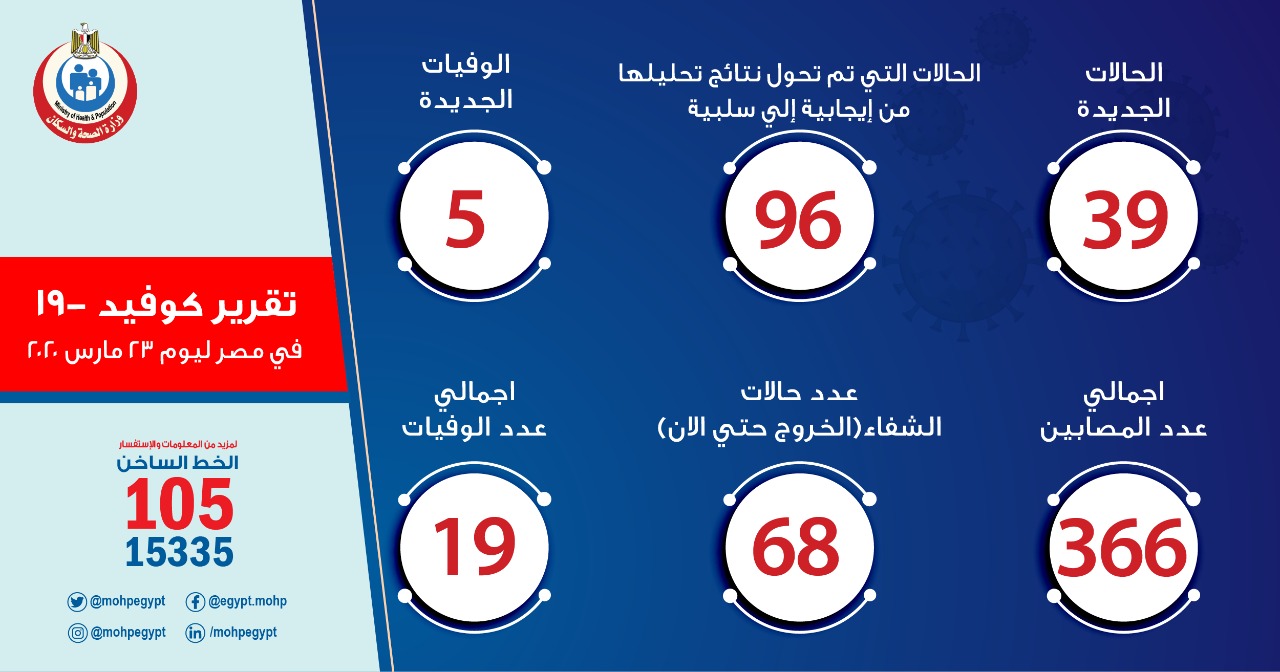 Ministry of Health & Population
وزارة الصحة والسكان
تقرير كوفيد -١٩
في مصر ليوم ٢٣ مارس ٢٠٢٠
الحالات
الجديدة
39
الحالات التي تم تحول نتائج تحليلها
من إيجابية إلي سلبية
96
الوفيات
الجديدة
5
اجمالي
عدد المصابين
366
عدد حالات
الشفاء(الخروج حتي الان)
68
اجمالي
عدد الوفيات
19
لمزيد من المعلومات والإستفسار
الخط الساخن
105
15335
@mohpegypt
@egypt.mohp
@mohpegypt
/mohpegypt